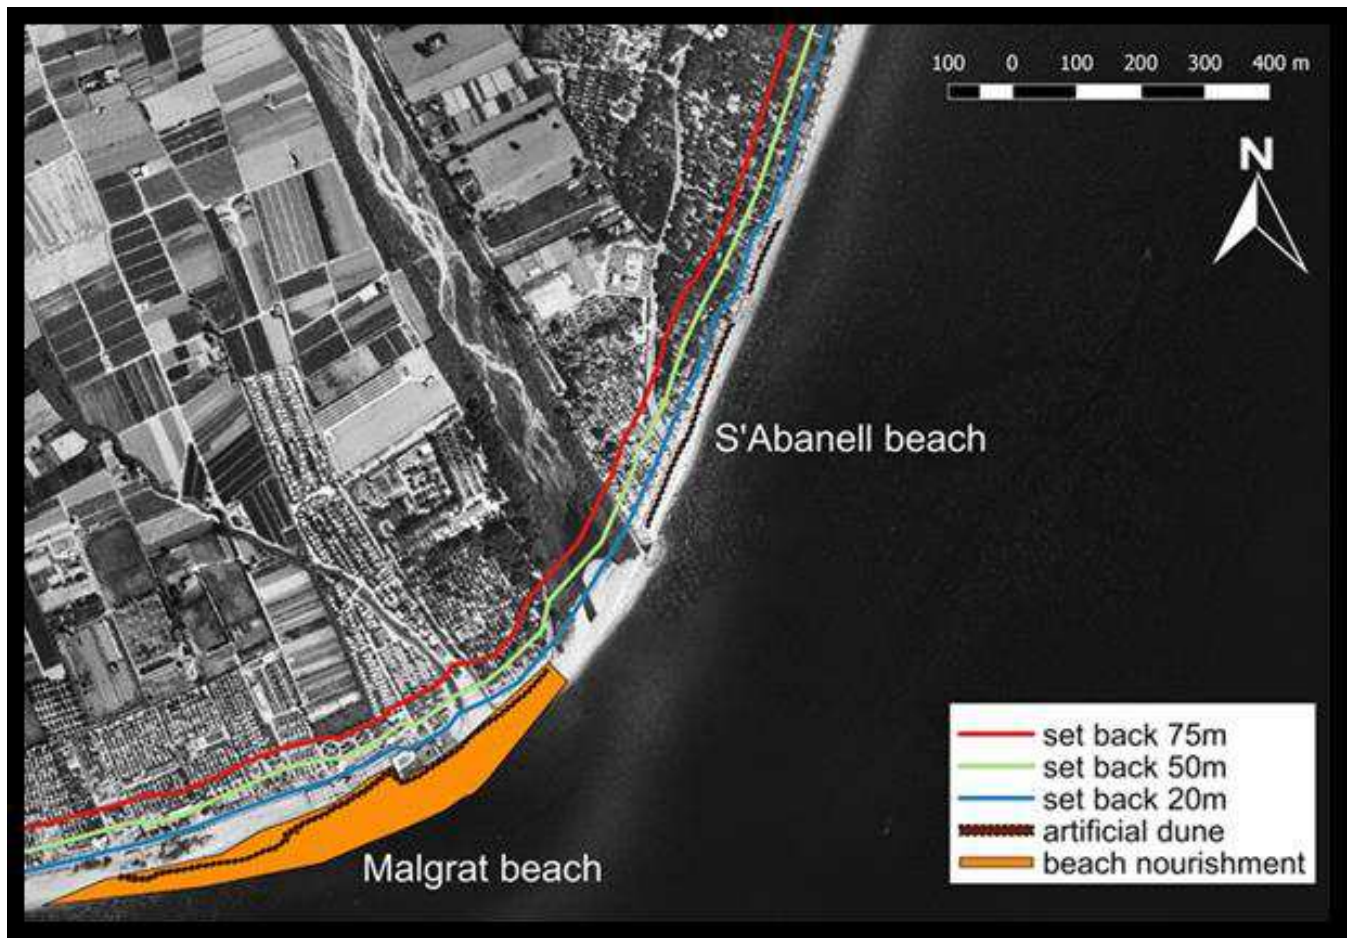 100 0 100 200 300 400 m
N
S'Abanell beach
set back 75m
set back 50m
set back 20m
artificial dune
beach nourishment
Malgrat beach